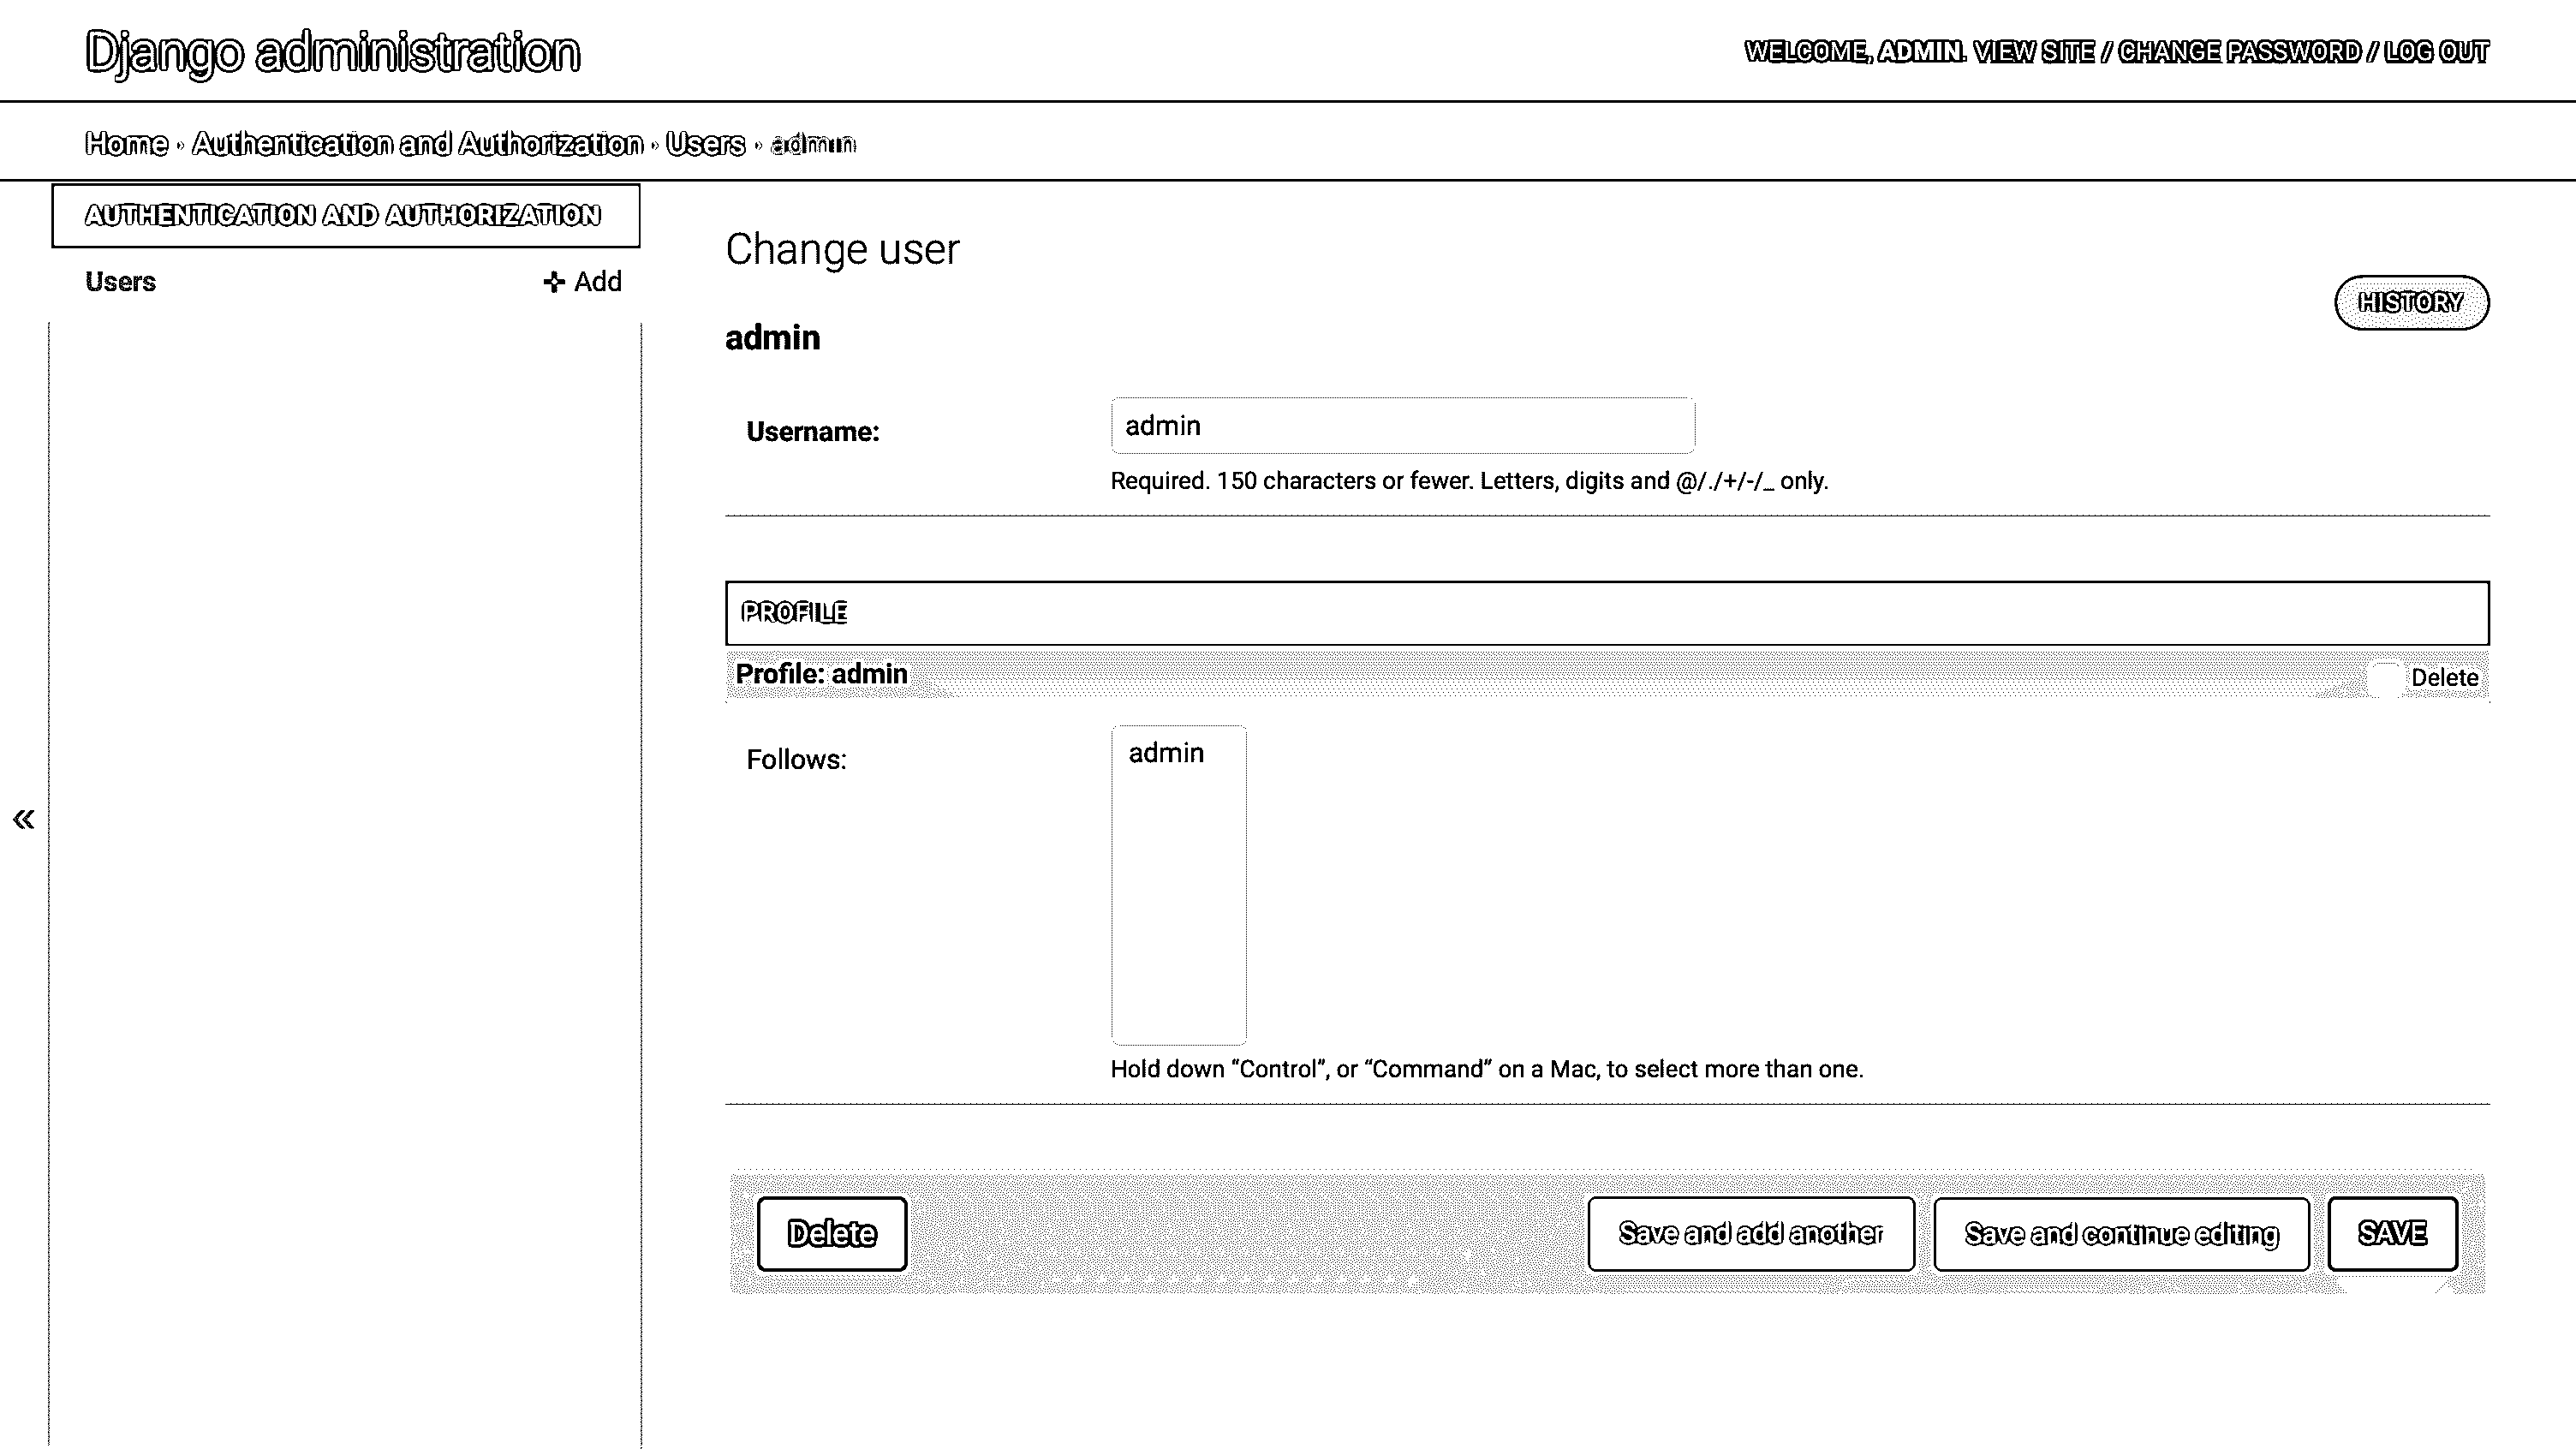 Django administration
WELCOME, ADMIN. VIEW SITE / CHANGE PASSWORD / LOG OUT
Home › Authentication and Authorization › Users › admin
AUTHENTICATION AND AUTHORIZATION
Users + Add
«
Change user
HISTORY
admin
Username: admin
Required. 150 characters or fewer. Letters, digits and @/./+/-/_ only.
PROFILE
Profile: admin Delete
Follows: admin
Hold down “Control”, or “Command” on a Mac, to select more than one.
Delete Save and add another Save and continue editing SAVE